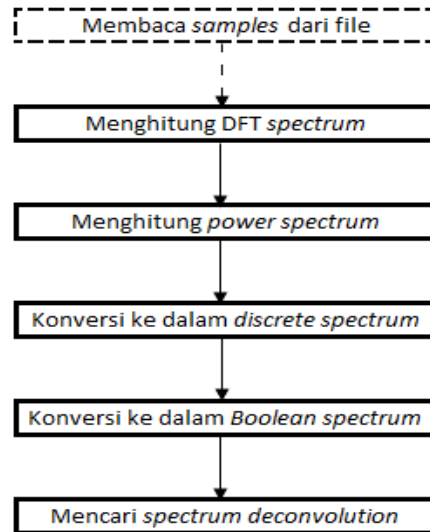 Membaca samples dari file
Menghitung DFT spectrum
Menghitung power spectrum
Konversi ke dalam discrete spectrum
Konversi ke dalam Boolean spectrum
Mencari spectrum deconvolution